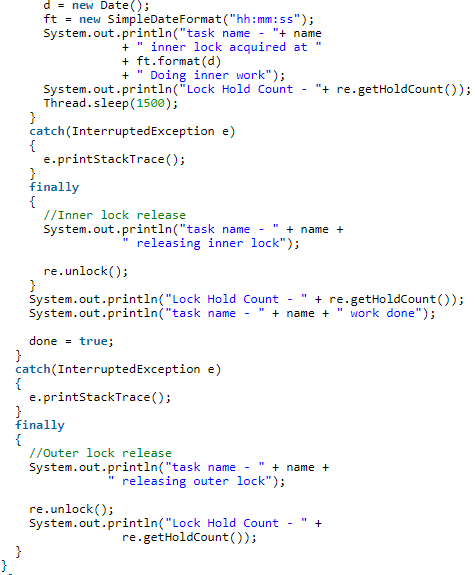 d = new Date();
ft = new SimpleDateFormat("hh:mm:ss");
System.out.println("task name - "+ name
+ " inner lock acquired at "
+ ft.format(d)
+ " Doing inner work");
System.out.println("Lock Hold Count - "+ re.getHoldCount());
Thread.sleep(1500);
}
catch(InterruptedException e)
{
e.printStackTrace();
}
finally
{
//Inner lock release
System.out.println("task name - " + name +
" releasing inner lock");
re.unlock();
}
System.out.println("Lock Hold Count - " + re.getHoldCount());
System.out.println("task name - " + name + " work done");
done = true;
}
catch(InterruptedException e)
{
e.printStackTrace();
}
finally
{
//Outer lock release
System.out.println("task name - " + name +
" releasing outer lock");
re.unlock();
System.out.println("Lock Hold Count - " +
re.getHoldCount());
}
}